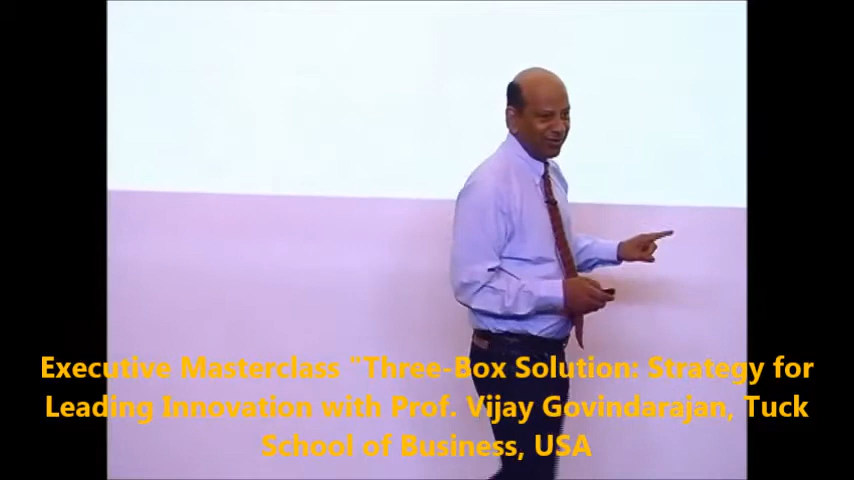 Executive Masterclass "Three-Box Solution: Strategy for
Leading Innovation with Prof. Vijay Govindarajan, Tuck
School of Business, USA